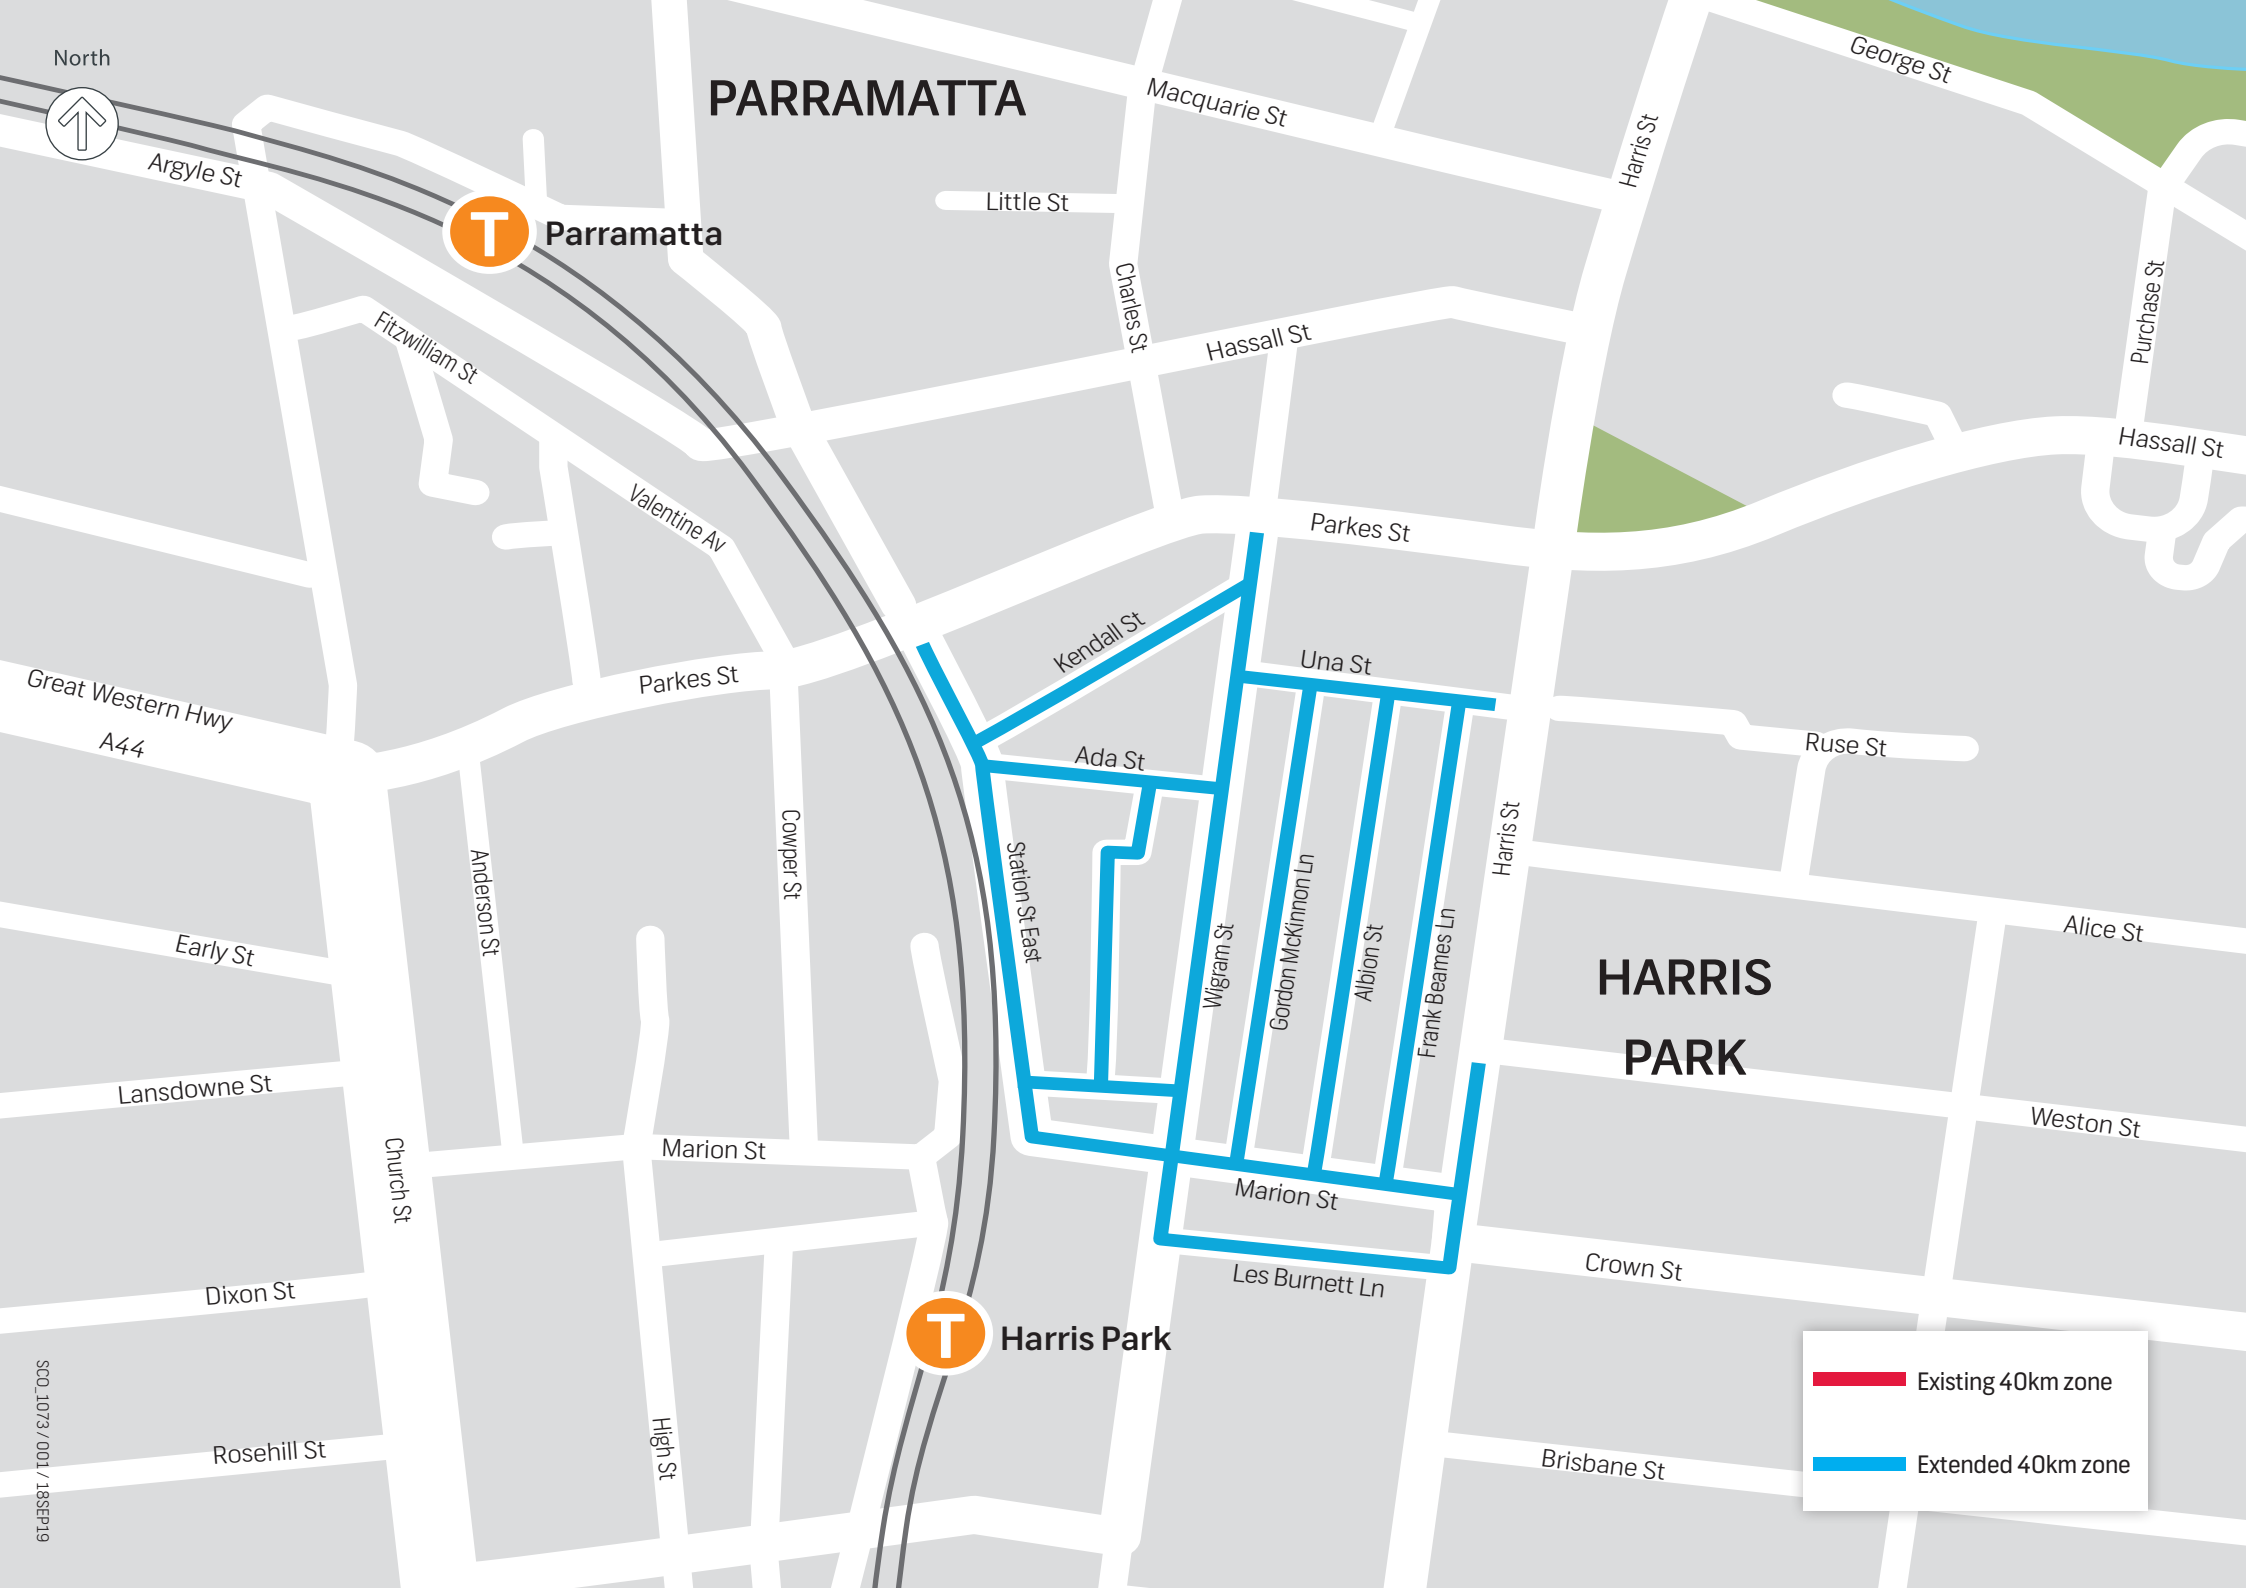 North
PARRAMATTA
George St
Macquarie St
Harris St
Argyle St
Little St
T
Parramatta
Charles St
Purchase St
Fitzwilliam St
Hassall St
Hassall St
Valentine Av
Parkes St
Kendall St
Una St
Great Western Hwy
A44
Parkes St
Ada St
Ruse St
Cowper St
Harris St
Anderson St
Station St East
Wigram St
Gordon McKinnon Ln
Albion St
Frank Beames Ln
Alice St
Early St
HARRIS
PARK
Lansdowne St
Weston St
Church St
Marion St
Marion St
Dixon St
Les Burnett Ln
Crown St
T
Harris Park
High St
Rosehill St
Brisbane St
Existing 40km zone
Extended 40km zone
SCO_1073 / 001 / 18SEP19